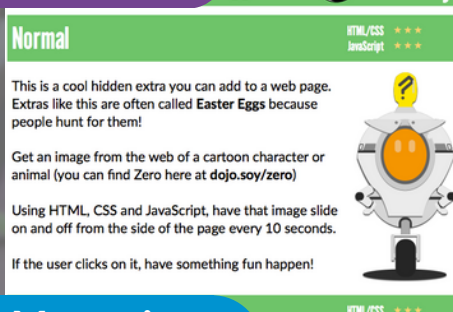 Normal
HTML/CSS ★★★
JavaScript ★★★
This is a cool hidden extra you can add to a web page.
Extras like this are often called Easter Eggs because
people hunt for them!
Get an image from the web of a cartoon character or
animal (you can find Zero here at dojo.soy/zero)
Using HTML, CSS and JavaScript, have that image slide
on and off from the side of the page every 10 seconds.
If the user clicks on it, have something fun happen!
?
HTML/CSS ★★★